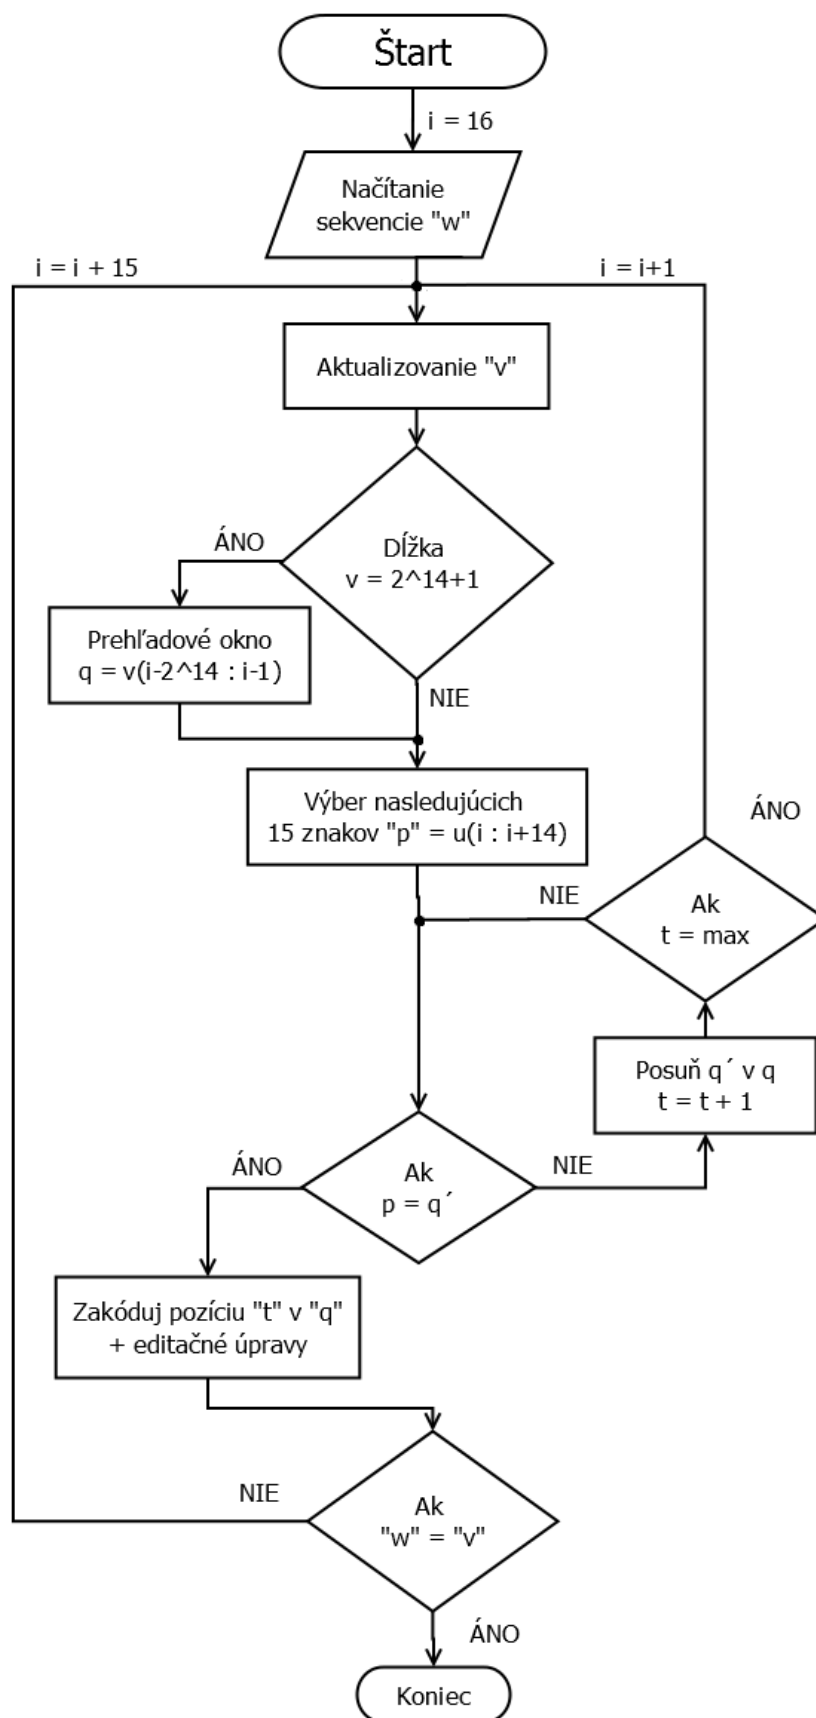 Štart
i = 16
Načítanie
sekvencie "w"
i = i + 15
i = i+1
Aktualizovanie "v"
ÁNO
Dĺžka
v = 2^14+1
Prehľadové okno
q = v(i-2^14 : i-1)
NIE
Výber nasledujúcich
15 znakov "p" = u(i : i+14)
ÁNO
NIE
Ak
t = max
Posuň q´ v q
t = t + 1
ÁNO
Ak
p = q´
NIE
Zakóduj pozíciu "t" v "q"
+ editačné úpravy
NIE
Ak
"w" = "v"
ÁNO
Koniec